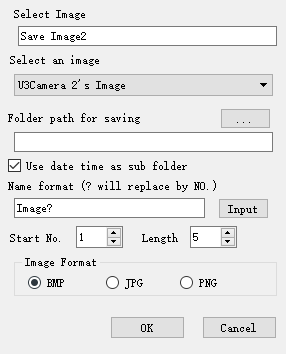 Select Image
Save Image2
Select an image
U3Camera 2's Image
Folder path for saving ...
Use date time as sub folder
Name format (? will replace by NO.)
Image? Input
Start No. 1 Length 5
Image Format
BMP JPG PNG
OK Cancel